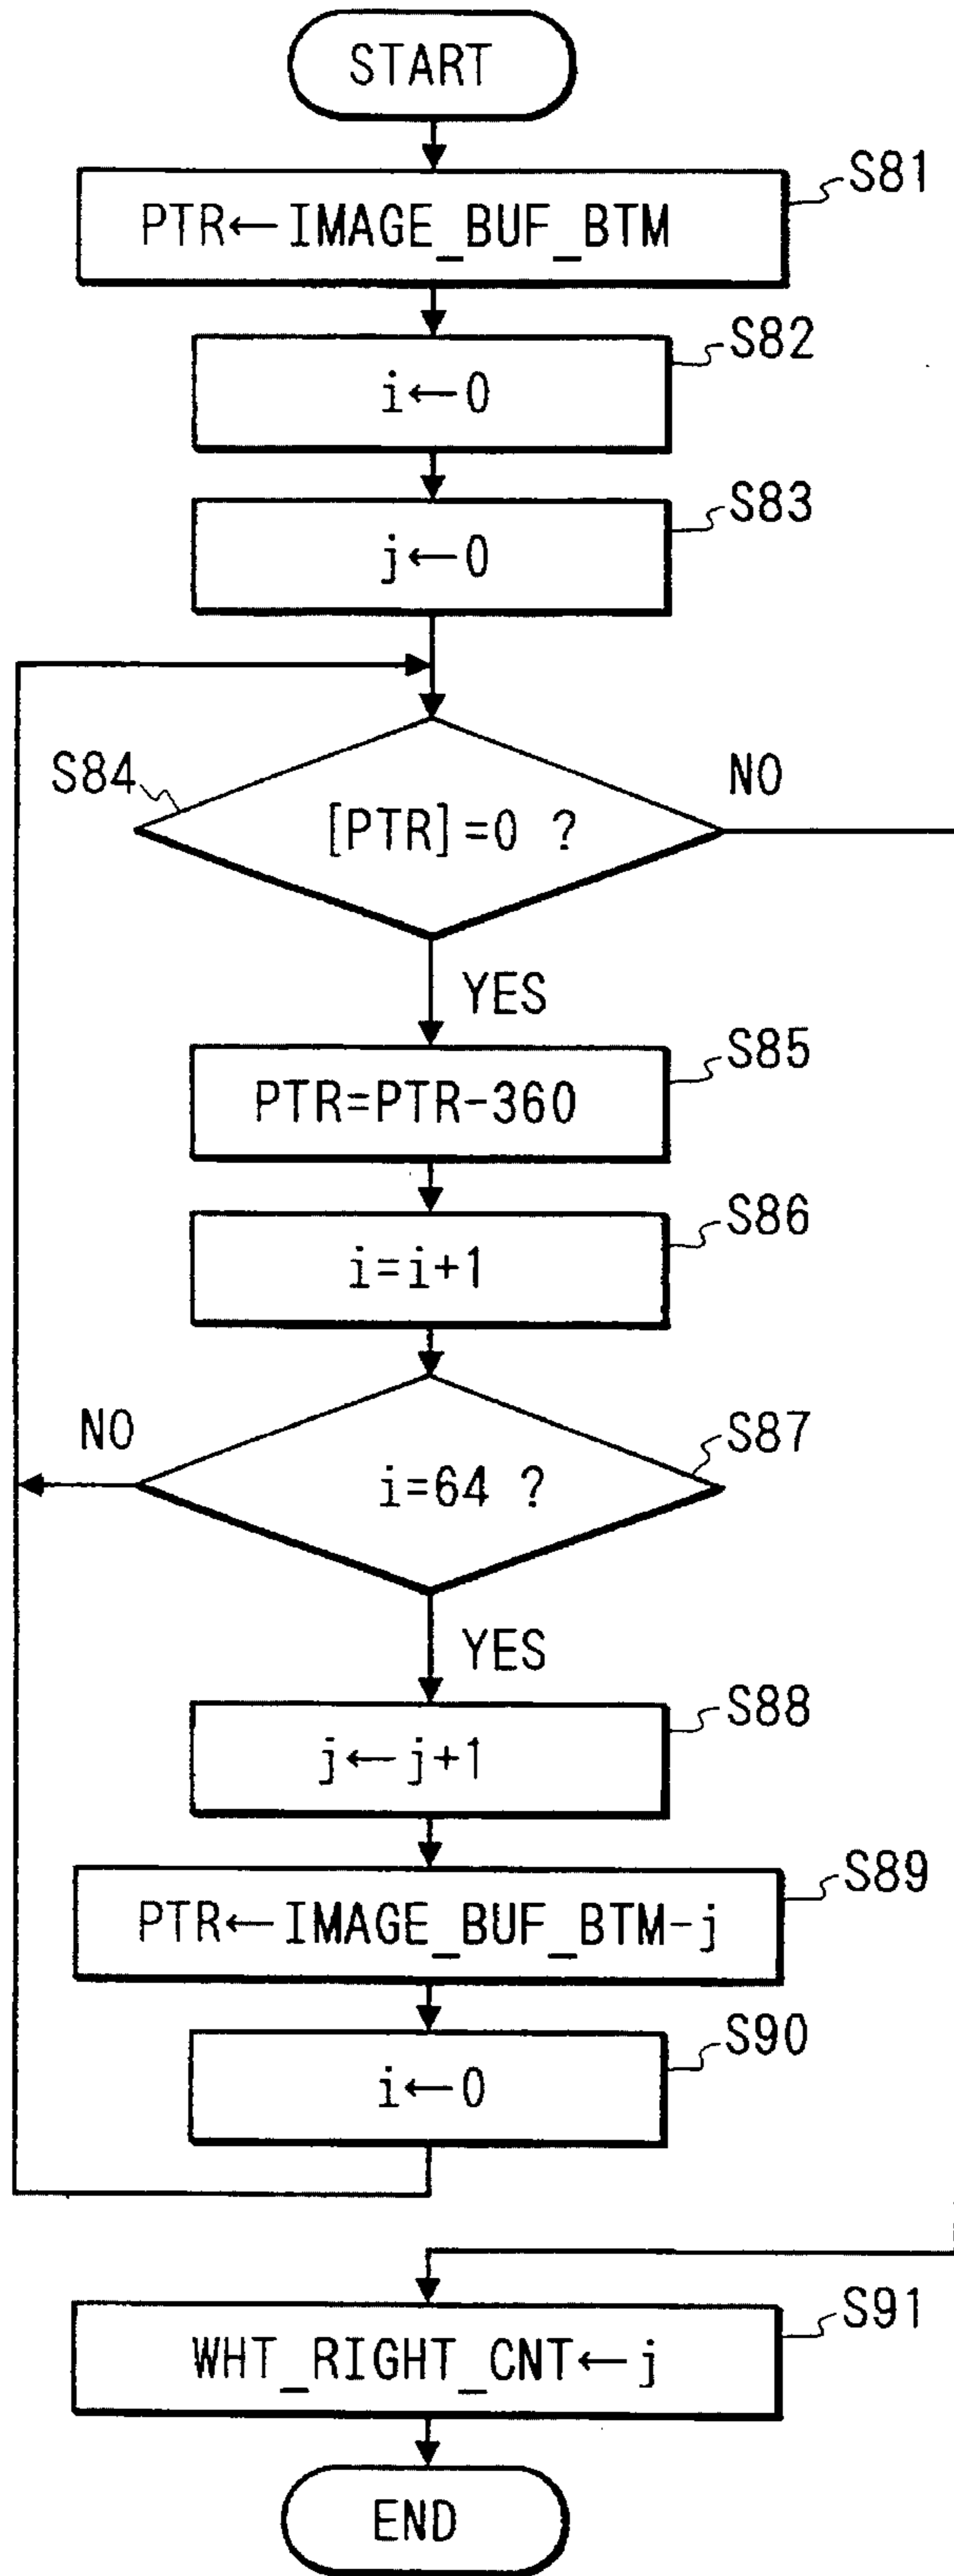 START
S81
PTR←IMAGE_BUF_BTM
S82
i←0
S83
j←0
S84
[PTR]=0 ?
NO
YES
S85
PTR=PTR-360
S86
i=i+1
NO
S87
i=64 ?
YES
S88
j←j+1
S89
PTR←IMAGE_BUF_BTM-j
S90
i←0
S91
WHT_RIGHT_CNT←j
END